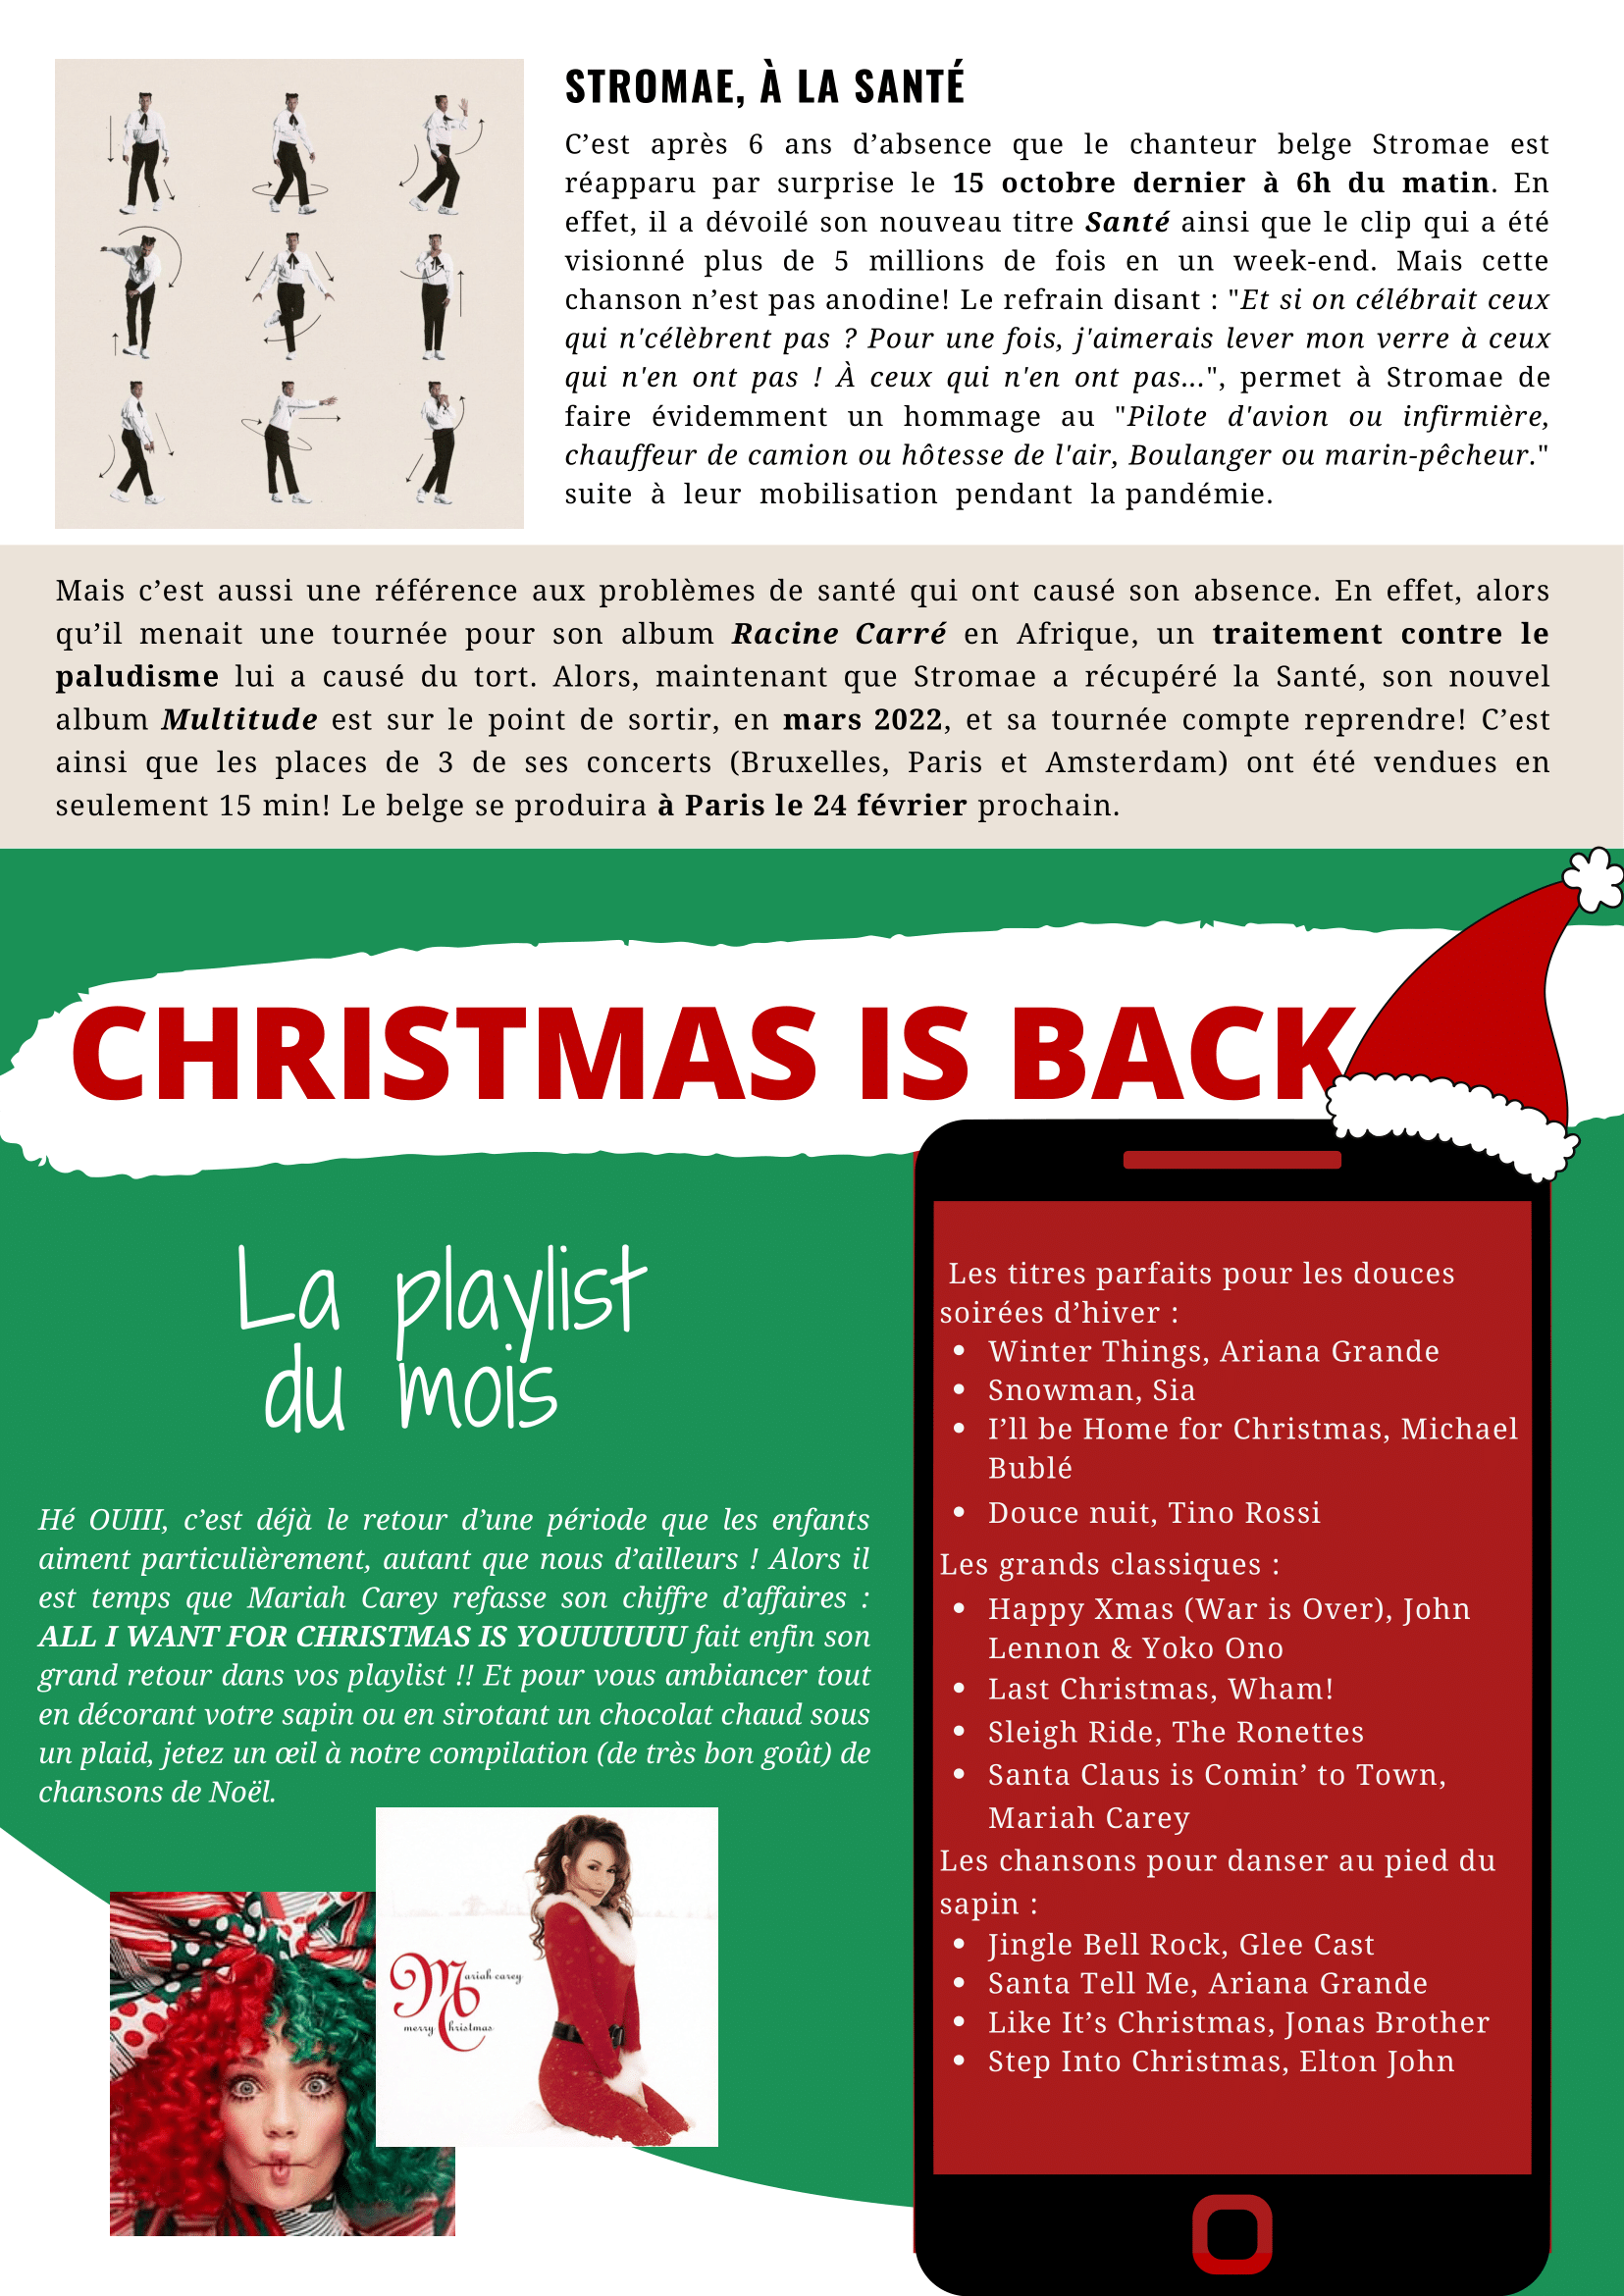 STROMAE, À LA SANTÉ
C’est après 6 ans d’absence que le chanteur belge Stromae est
réapparu par surprise le 15 octobre dernier à 6h du matin. En
effet, il a dévoilé son nouveau titre Santé ainsi que le clip qui a été
visionné plus de 5 millions de fois en un week-end. Mais cette
chanson n’est pas anodine! Le refrain disant : "Et si on célébrait ceux
qui n'célèbrent pas ? Pour une fois, j'aimerais lever mon verre à ceux
qui n'en ont pas ! À ceux qui n'en ont pas...", permet à Stromae de
faire évidemment un hommage au "Pilote d'avion ou infirmière,
chauffeur de camion ou hôtesse de l'air, Boulanger ou marin-pêcheur."
suite à leur mobilisation pendant la pandémie.
Mais c’est aussi une référence aux problèmes de santé qui ont causé son absence. En effet, alors
qu’il menait une tournée pour son album Racine Carré en Afrique, un traitement contre le
paludisme lui a causé du tort. Alors, maintenant que Stromae a récupéré la Santé, son nouvel
album Multitude est sur le point de sortir, en mars 2022, et sa tournée compte reprendre! C’est
ainsi que les places de 3 de ses concerts (Bruxelles, Paris et Amsterdam) ont été vendues en
seulement 15 min! Le belge se produira à Paris le 24 février prochain.
CHRISTMAS IS BACK
La playlist
du mois
Hé OUIII, c’est déjà le retour d’une période que les enfants
aiment particulièrement, autant que nous d’ailleurs ! Alors il
est temps que Mariah Carey refasse son chiffre d’affaires :
ALL I WANT FOR CHRISTMAS IS YOUUUUUU fait enfin son
grand retour dans vos playlist !! Et pour vous ambiancer tout
en décorant votre sapin ou en sirotant un chocolat chaud sous
un plaid, jetez un œil à notre compilation (de très bon goût) de
chansons de Noël.
Mariah carey
merry Christmas
Les titres parfaits pour les douces
soirées d’hiver :
• Winter Things, Ariana Grande
• Snowman, Sia
• I’ll be Home for Christmas, Michael
Bublé
• Douce nuit, Tino Rossi
Les grands classiques :
• Happy Xmas (War is Over), John
Lennon & Yoko Ono
• Last Christmas, Wham!
• Sleigh Ride, The Ronettes
• Santa Claus is Comin’ to Town,
Mariah Carey
Les chansons pour danser au pied du
sapin :
• Jingle Bell Rock, Glee Cast
• Santa Tell Me, Ariana Grande
• Like It’s Christmas, Jonas Brother
• Step Into Christmas, Elton John